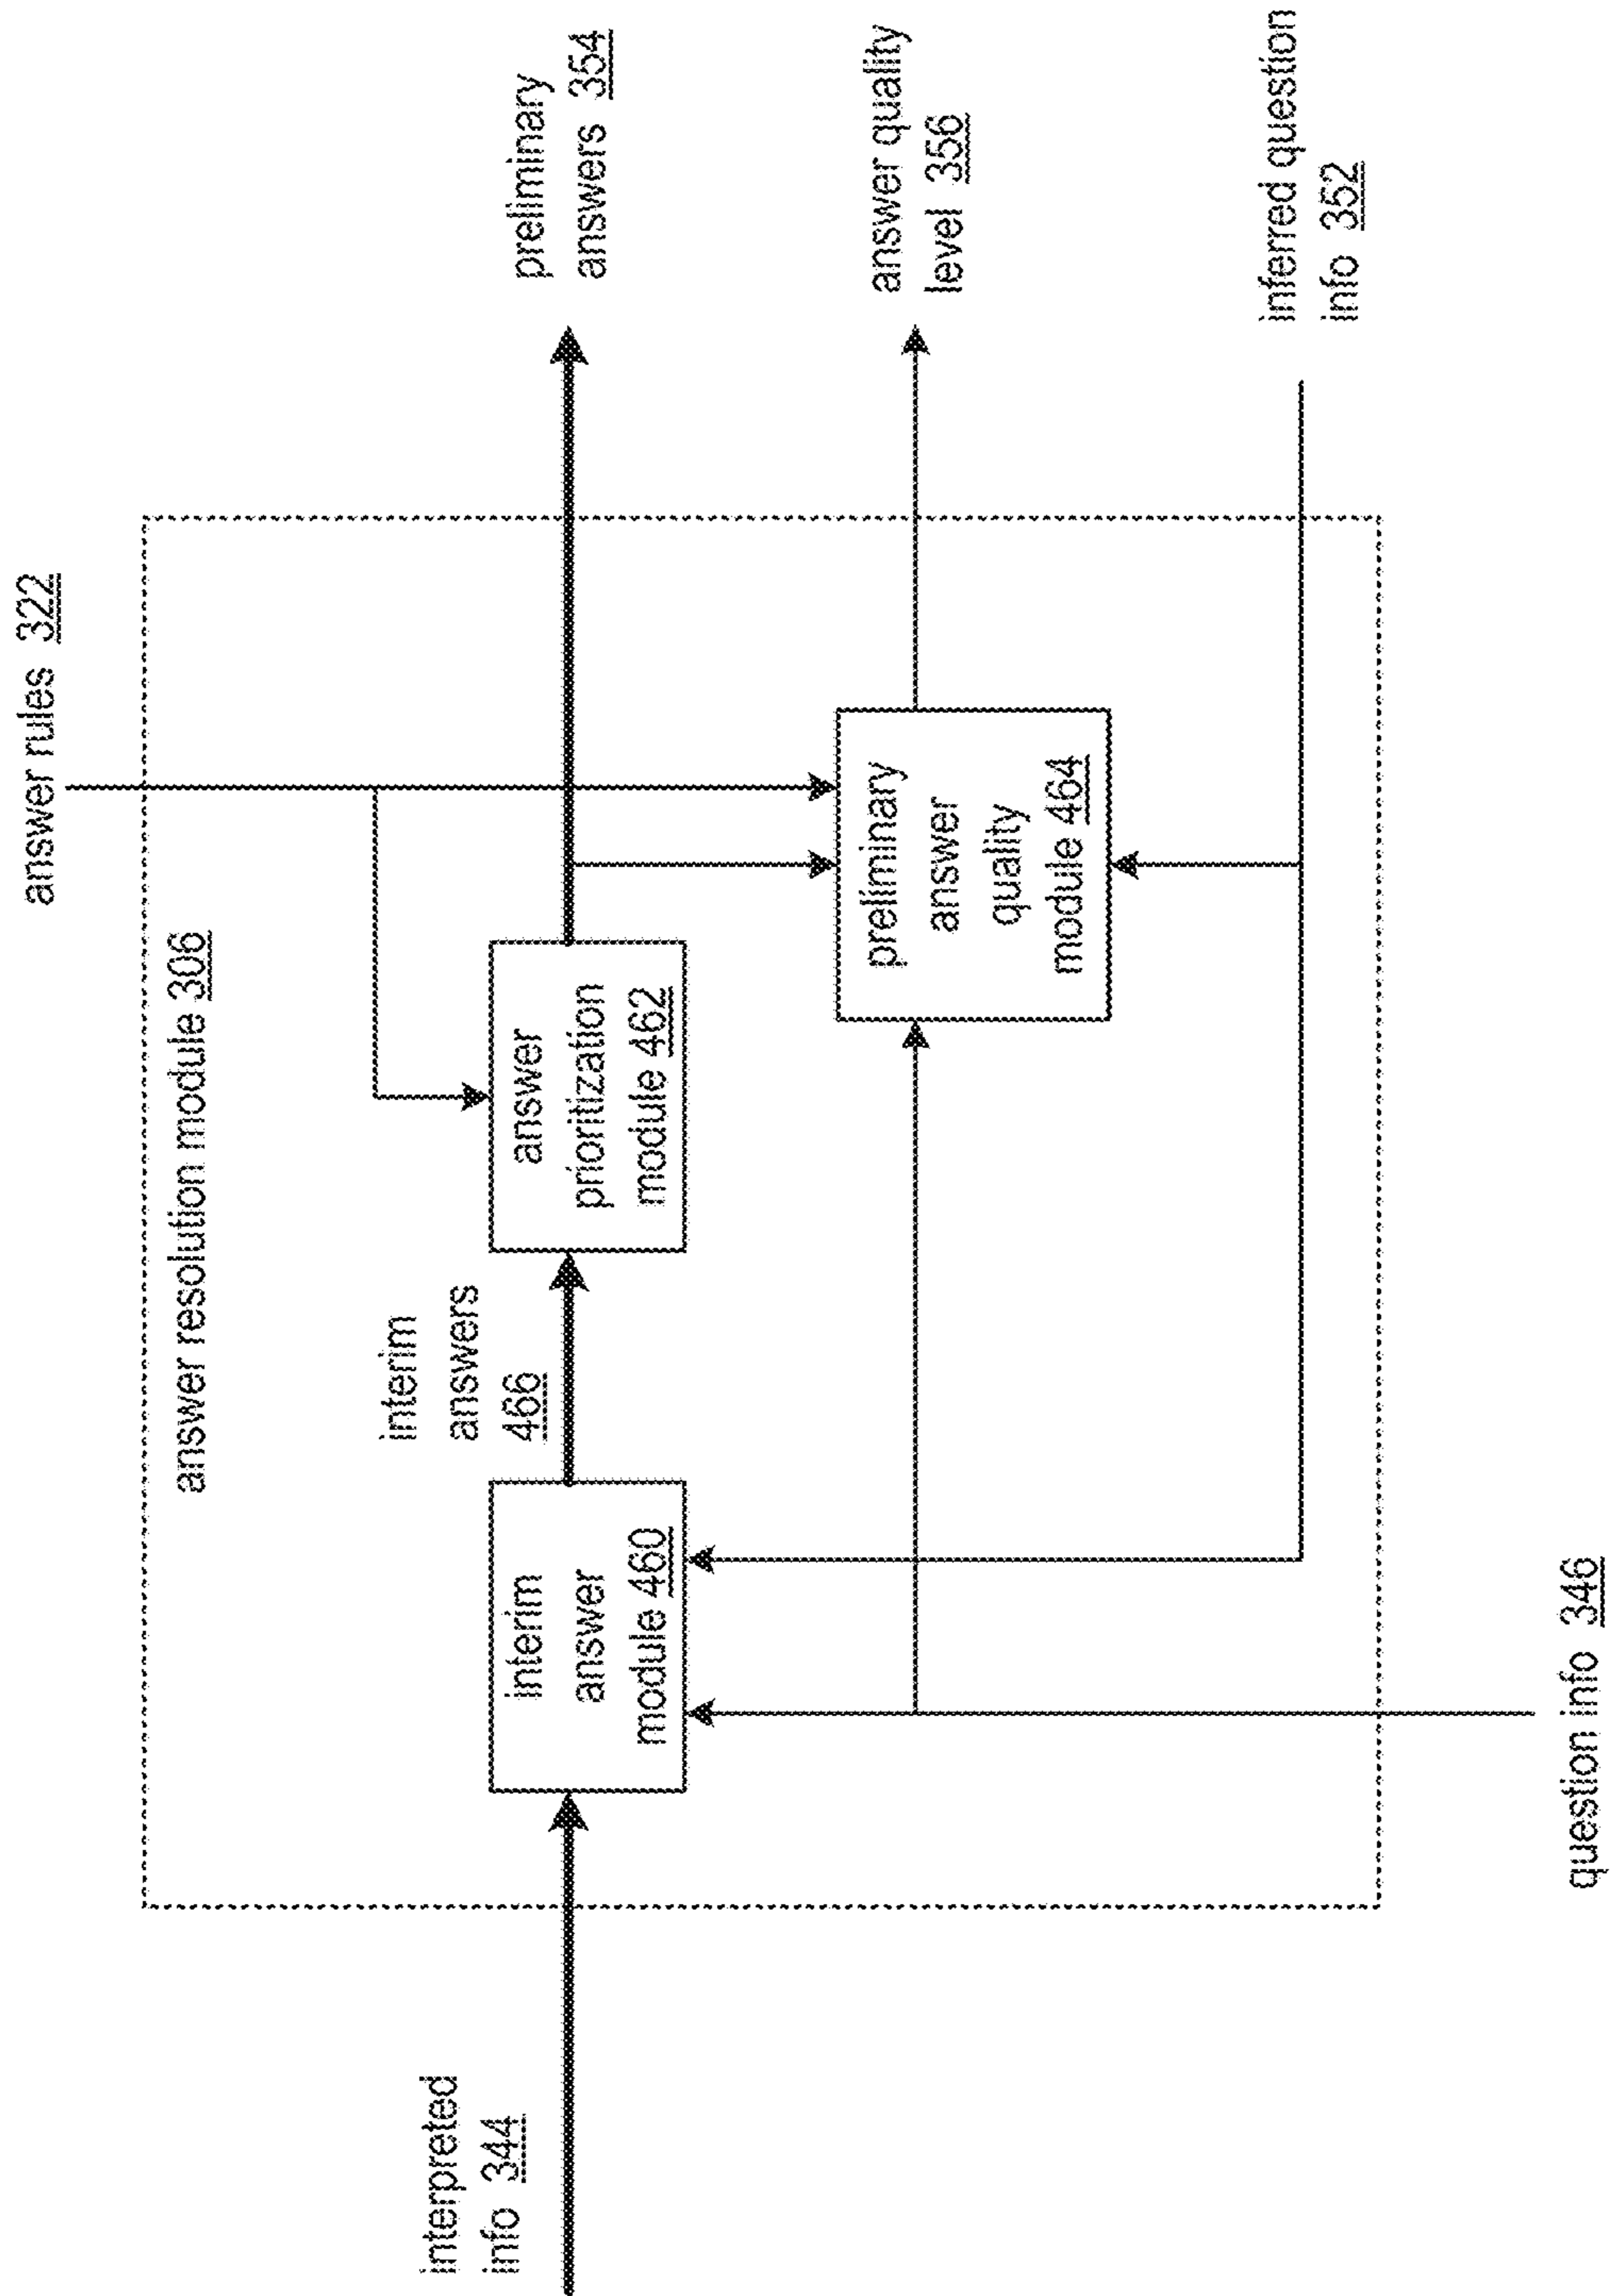 answer rules 322
answer resolution module 306
interpreted
info 344
interim
answer
module 460
interim
answers
466
answer
prioritization
module 462
preliminary
answers 354
preliminary
answer
quality
module 464
answer quality
level 356
inferred question
info 352
question info 346